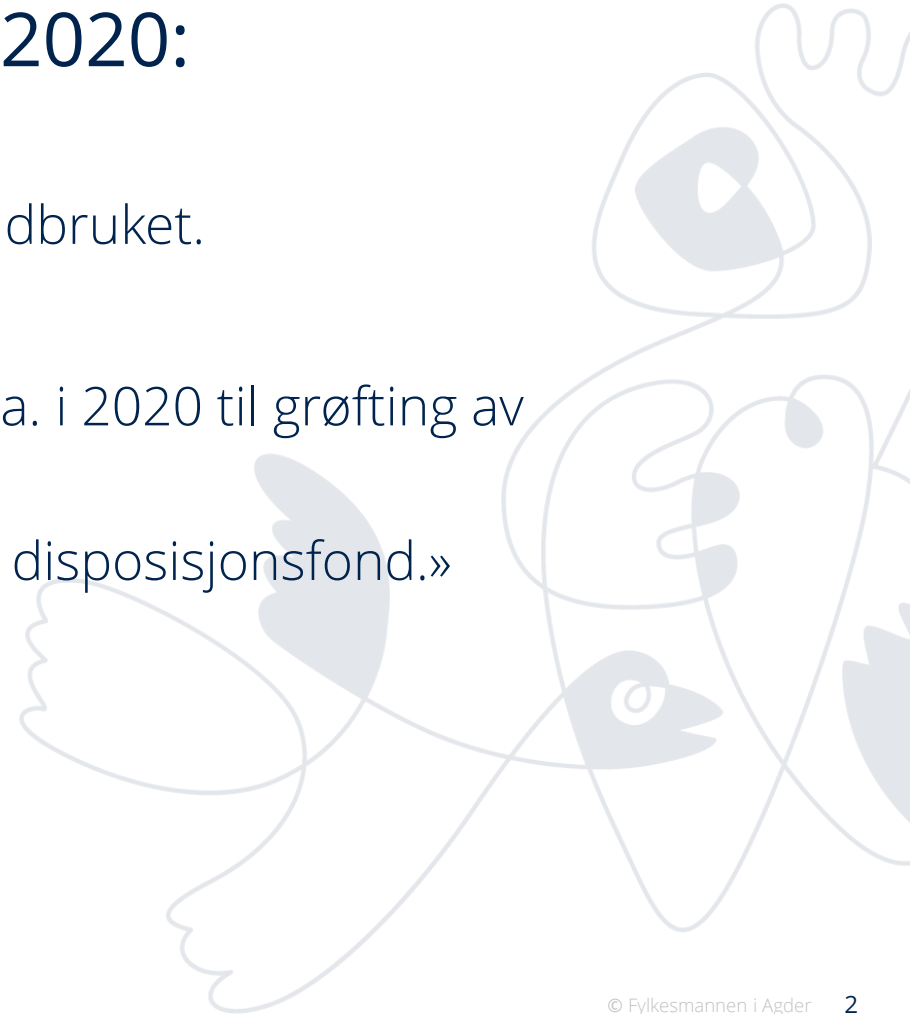 2020:
dbruket.
a. i 2020 til grøfting av
disposisjonsfond.»
© Fylkesmannen i Agder 2